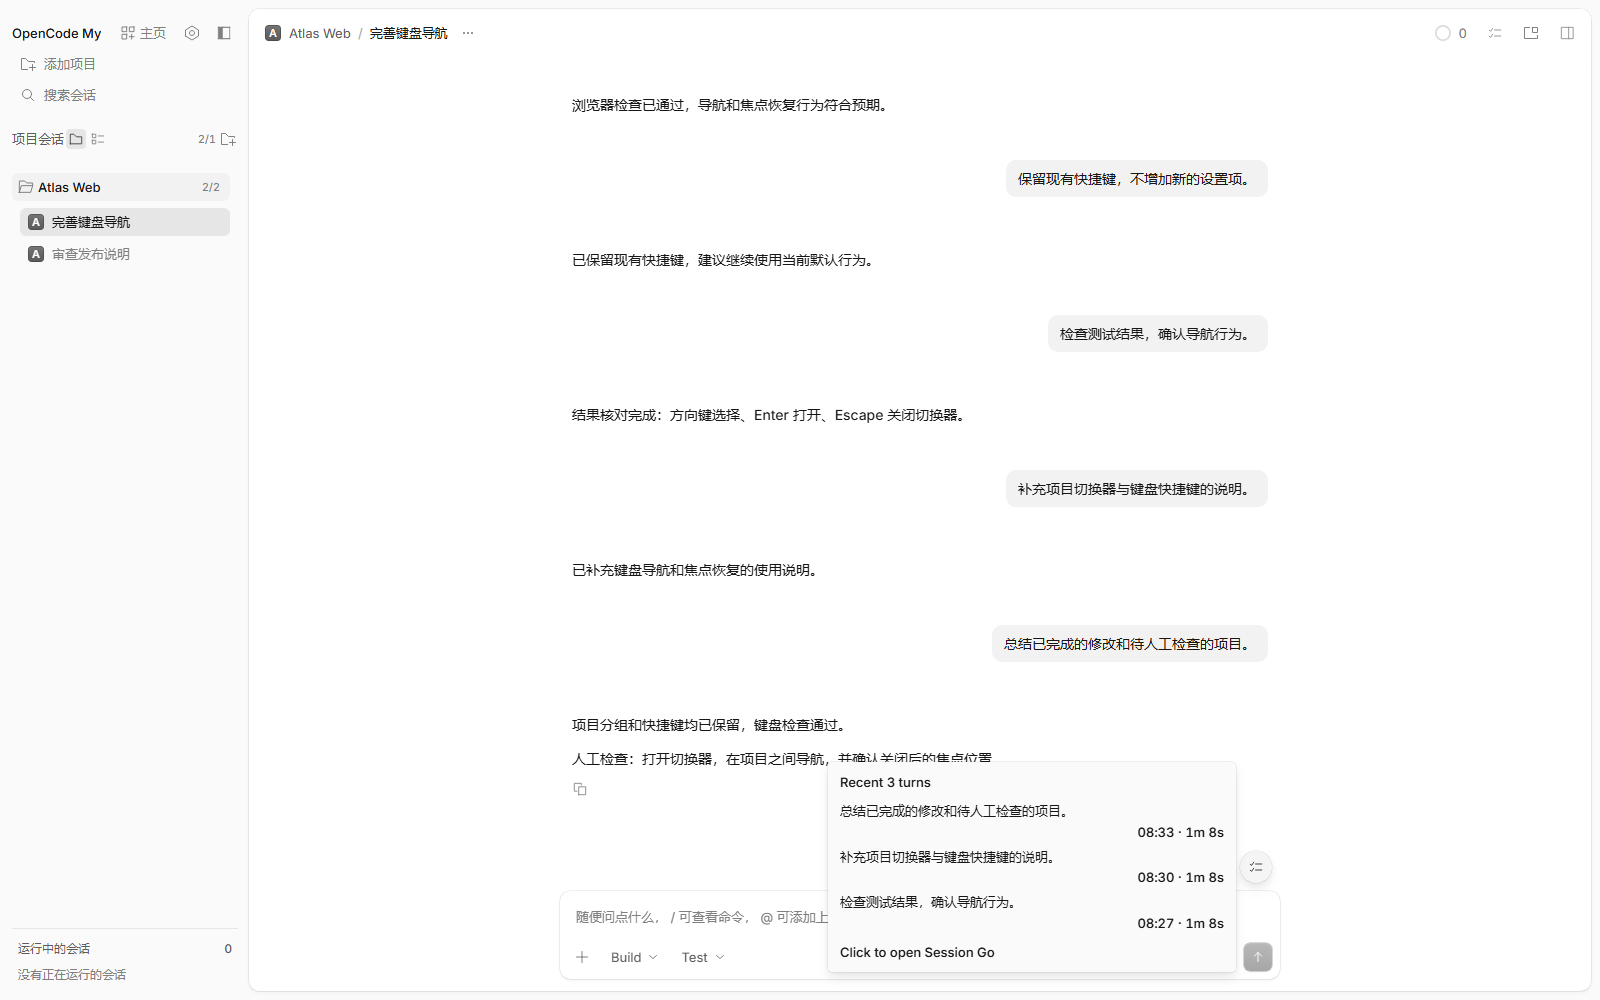 OpenCode My
主页
添加项目
搜索会话
项目会话
2/1
Atlas Web
2/2
A 完善键盘导航
A 审查发布说明
运行中的会话
0
没有正在运行的会话
A Atlas Web / 完善键盘导航 ···
0
浏览器检查已通过，导航和焦点恢复行为符合预期。
保留现有快捷键，不增加新的设置项。
已保留现有快捷键，建议继续使用当前默认行为。
检查测试结果，确认导航行为。
结果核对完成：方向键选择、Enter 打开、Escape 关闭切换器。
补充项目切换器与键盘快捷键的说明。
已补充键盘导航和焦点恢复的使用说明。
总结已完成的修改和待人工检查的项目。
项目分组和快捷键均已保留，键盘检查通过。
人工检查：打开切换器，在项目之间导航，并确认关闭后的焦点位置
Recent 3 turns
总结已完成的修改和待人工检查的项目。
08:33 · 1m 8s
补充项目切换器与键盘快捷键的说明。
08:30 · 1m 8s
检查测试结果，确认导航行为。
08:27 · 1m 8s
Click to open Session Go
随便问点什么， / 可查看命令， @ 可添加上
Build
Test